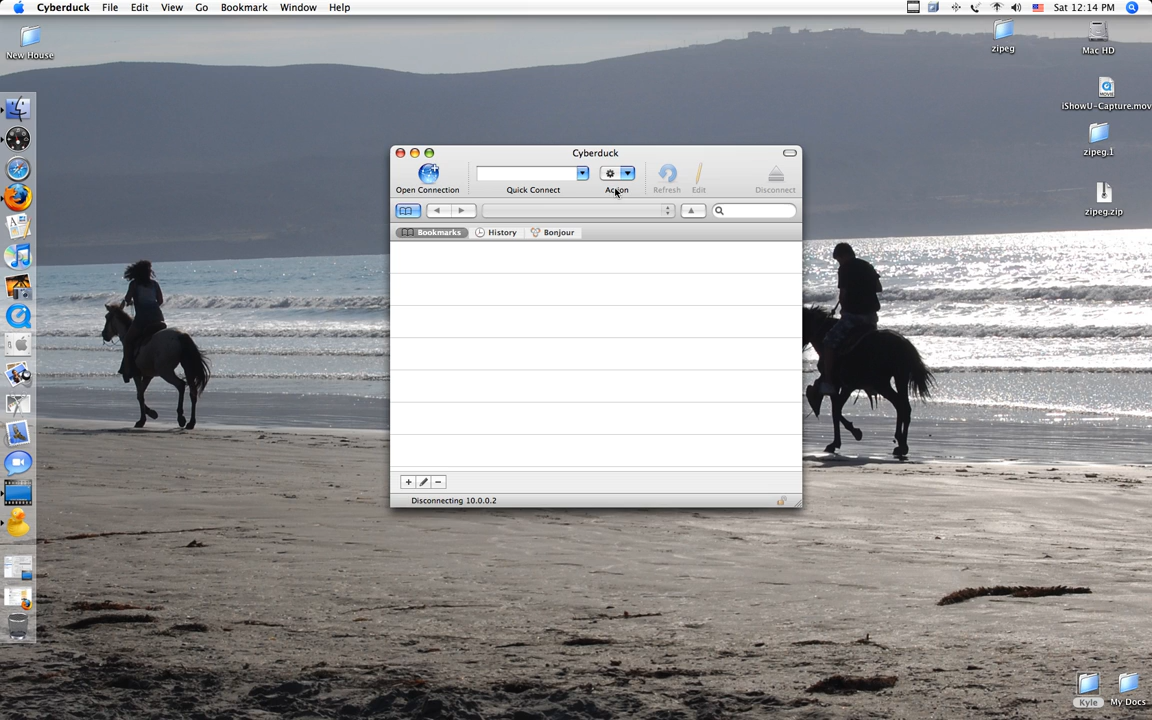 Cyberduck File Edit View Go Bookmark Window Help Sat 12:14 PM
New House
zipeg
Mac HD
iShowU-Capture.mov
zipeg.1
zipeg.zip
Cyberduck
Open Connection Quick Connect Action Refresh Edit Disconnect
Bookmarks History Bonjour
Disconnecting 10.0.0.2
Kyle My Docs